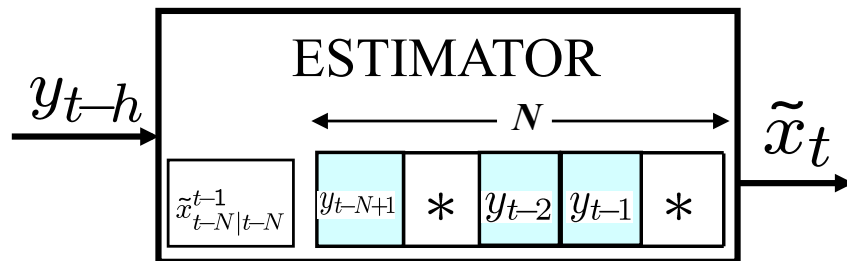 ESTIMATOR
y_{t-h}
N
x̃_t
x̃^{t-1}_{t-N|t-N} y_{t-N+1} * y_{t-2} y_{t-1} *